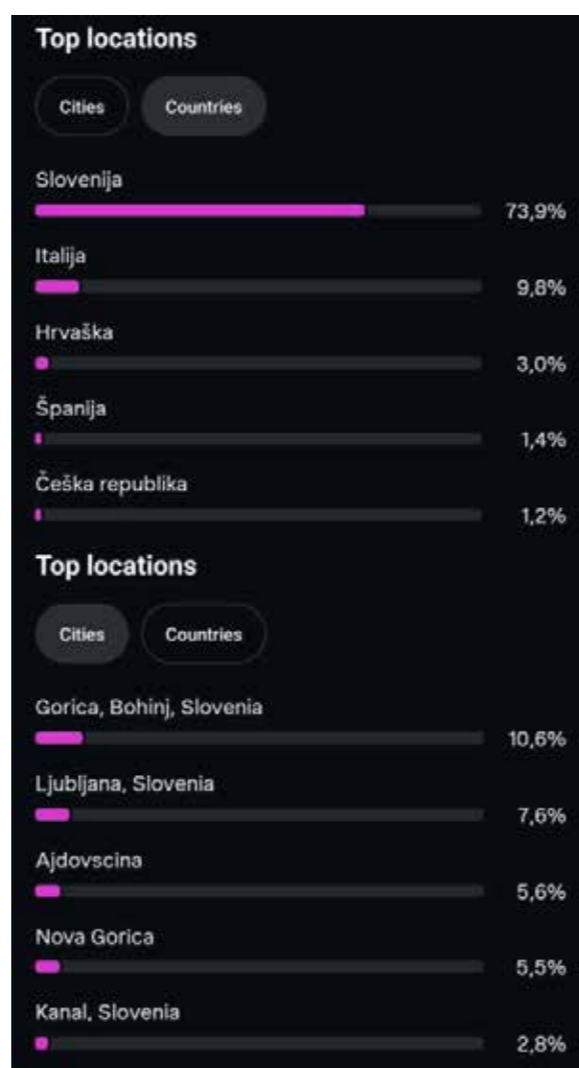 Top locations
Cities Countries
Slovenija
73,9%
Italija
9,8%
Hrvaška
3,0%
Španija
1,4%
Češka republika
1,2%
Top locations
Cities Countries
Gorica, Bohinj, Slovenia
10,6%
Ljubljana, Slovenia
7,6%
Ajdovscina
5,6%
Nova Gorica
5,5%
Kanal, Slovenia
2,8%